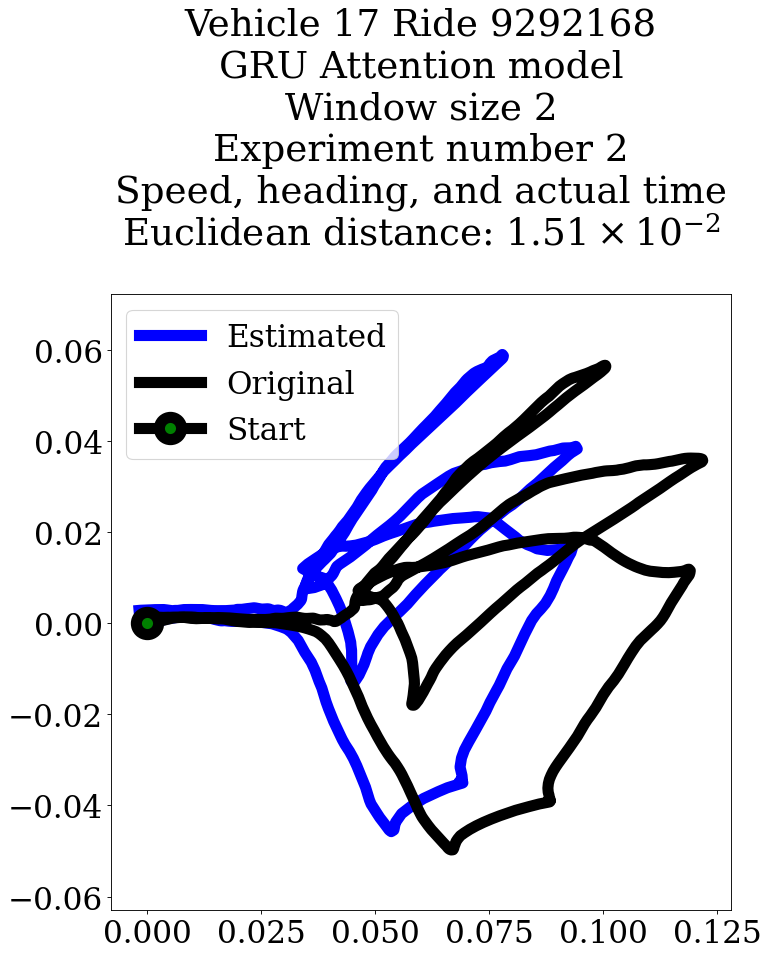 Vehicle 17 Ride 9292168
GRU Attention model
Window size 2
Experiment number 2
Speed, heading, and actual time
Euclidean distance: 1.51 × 10⁻²
Estimated
Original
Start
0.06
0.04
0.02
0.00
−0.02
−0.04
−0.06
0.000 0.025 0.050 0.075 0.100 0.125